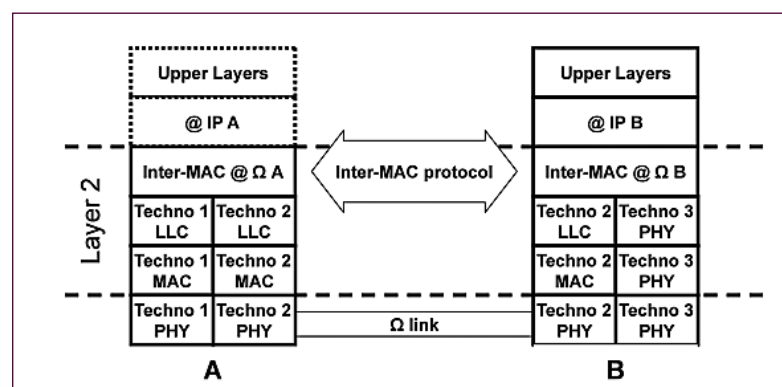 Upper Layers
@ IP A
Inter-MAC @ Ω A
Techno 1
LLC
Techno 2
LLC
Techno 1
MAC
Techno 2
MAC
Techno 1
PHY
Techno 2
PHY
A
Layer 2
Inter-MAC protocol
Ω link
Upper Layers
@ IP B
Inter-MAC @ Ω B
Techno 2
LLC
Techno 3
PHY
Techno 2
MAC
Techno 3
PHY
Techno 2
PHY
Techno 3
PHY
B